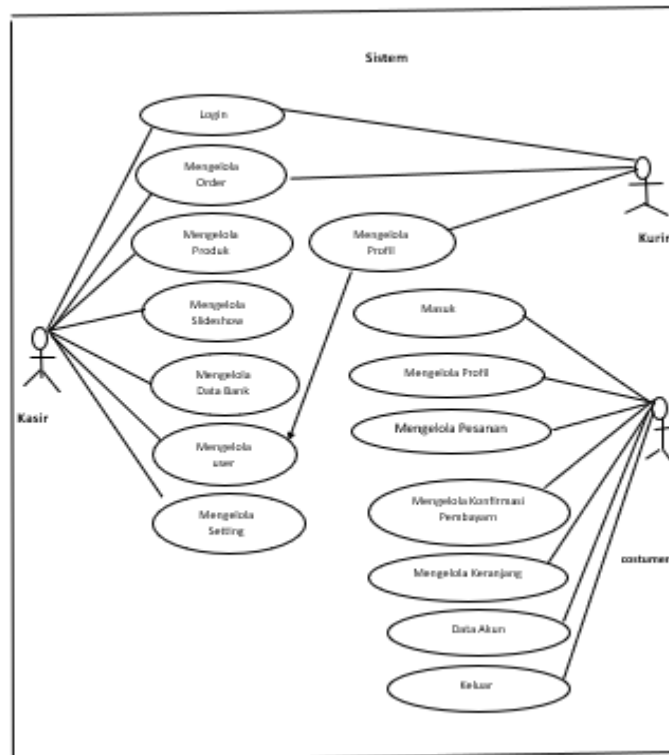 Sistem
Login
Mengelola
Order
Mengelola
Produk
Mengelola
Profil
Kurir
Mengelola
Slideshow
Masuk
Mengelola
Data Bank
Mengelola Profil
Kasir
Mengelola Pesanan
Mengelola
user
Mengelola
Setting
Mengelola Konfirmasi
Pembayarn
costumer
Mengelola Keranjang
Data Akun
Keluar